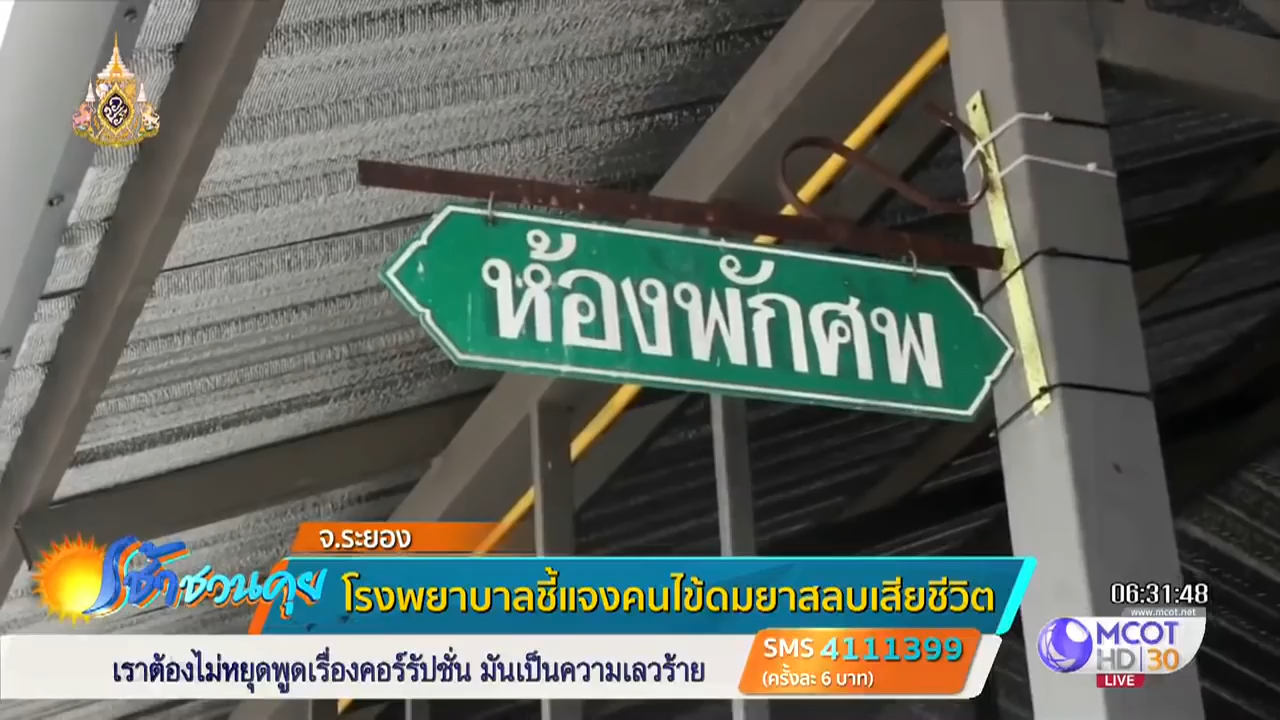 ห้องพักศพ
จ.ระยอง
เช้าชวนคุย
โรงพยาบาลชี้แจงคนไข้ดมยาสลบเสียชีวิต
06:31:48
www.mcot.net
MCOT
HD 30
LIVE
เราต้องไม่หยุดพูดเรื่องคอร์รัปชั่น มันเป็นความเลวร้าย
SMS 4111399
(ครั้งละ 6 บาท)